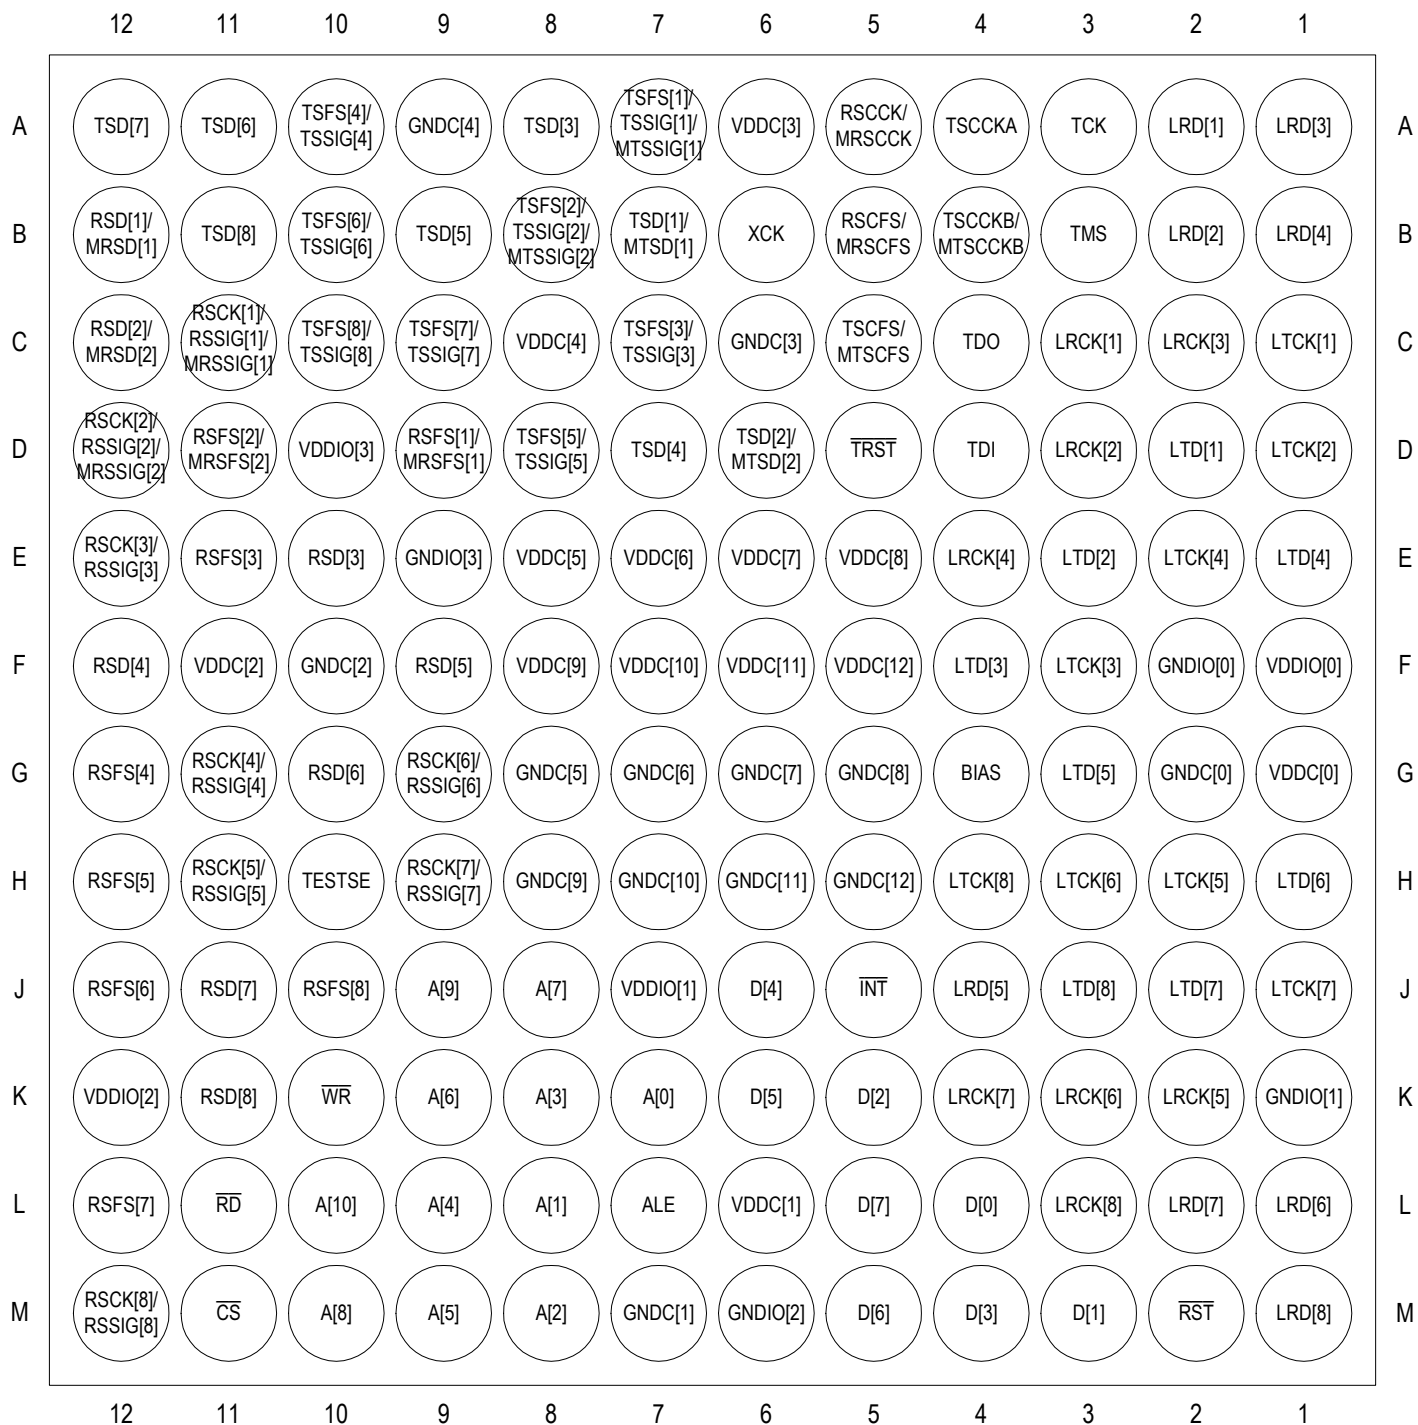 12 11 10 9 8 7 6 5 4 3 2 1
A TSD[7] TSD[6] TSFS[4]/ TSSIG[4] GNDC[4] TSD[3] TSFS[1]/ TSSIG[1]/ MTSSIG[1] VDDC[3] RSCCK/ MRSCCK TSCCKA TCK LRD[1] LRD[3] A
B RSD[1]/ MRSD[1] TSD[8] TSFS[6]/ TSSIG[6] TSD[5] TSFS[2]/ TSSIG[2]/ MTSSIG[2] TSD[1]/ MTSD[1] XCK RSCFS/ MRSCFS TSCCKB/ MTSCCKB TMS LRD[2] LRD[4] B
C RSD[2]/ MRSD[2] RSCK[1]/ RSSIG[1]/ MRSSIG[1] TSFS[8]/ TSSIG[8] TSFS[7]/ TSSIG[7] VDDC[4] TSFS[3]/ TSSIG[3] GNDC[3] TSCFS/ MTSCFS TDO LRCK[1] LRCK[3] LTCK[1] C
D RSCK[2]/ RSSIG[2]/ MRSSIG[2] RSFS[2]/ MRSFS[2] VDDIO[3] RSFS[1]/ MRSFS[1] TSFS[5]/ TSSIG[5] TSD[4] TSD[2]/ MTSD[2] TRST TDI LRCK[2] LTD[1] LTCK[2] D
E RSCK[3]/ RSSIG[3] RSFS[3] RSD[3] GNDIO[3] VDDC[5] VDDC[6] VDDC[7] VDDC[8] LRCK[4] LTD[2] LTCK[4] LTD[4] E
F RSD[4] VDDC[2] GNDC[2] RSD[5] VDDC[9] VDDC[10] VDDC[11] VDDC[12] LTD[3] LTCK[3] GNDIO[0] VDDIO[0] F
G RSFS[4] RSCK[4]/ RSSIG[4] RSD[6] RSCK[6]/ RSSIG[6] GNDC[5] GNDC[6] GNDC[7] GNDC[8] BIAS LTD[5] GNDC[0] VDDC[0] G
H RSFS[5] RSCK[5]/ RSSIG[5] TESTSE RSCK[7]/ RSSIG[7] GNDC[9] GNDC[10] GNDC[11] GNDC[12] LTCK[8] LTCK[6] LTCK[5] LTD[6] H
J RSFS[6] RSD[7] RSFS[8] A[9] A[7] VDDIO[1] D[4] INT LRD[5] LTD[8] LTD[7] LTCK[7] J
K VDDIO[2] RSD[8] WR A[6] A[3] A[0] D[5] D[2] LRCK[7] LRCK[6] LRCK[5] GNDIO[1] K
L RSFS[7] RD A[10] A[4] A[1] ALE VDDC[1] D[7] D[0] LRCK[8] LRD[7] LRD[6] L
M RSCK[8]/ RSSIG[8] CS A[8] A[5] A[2] GNDC[1] GNDIO[2] D[6] D[3] D[1] RST LRD[8] M
12 11 10 9 8 7 6 5 4 3 2 1